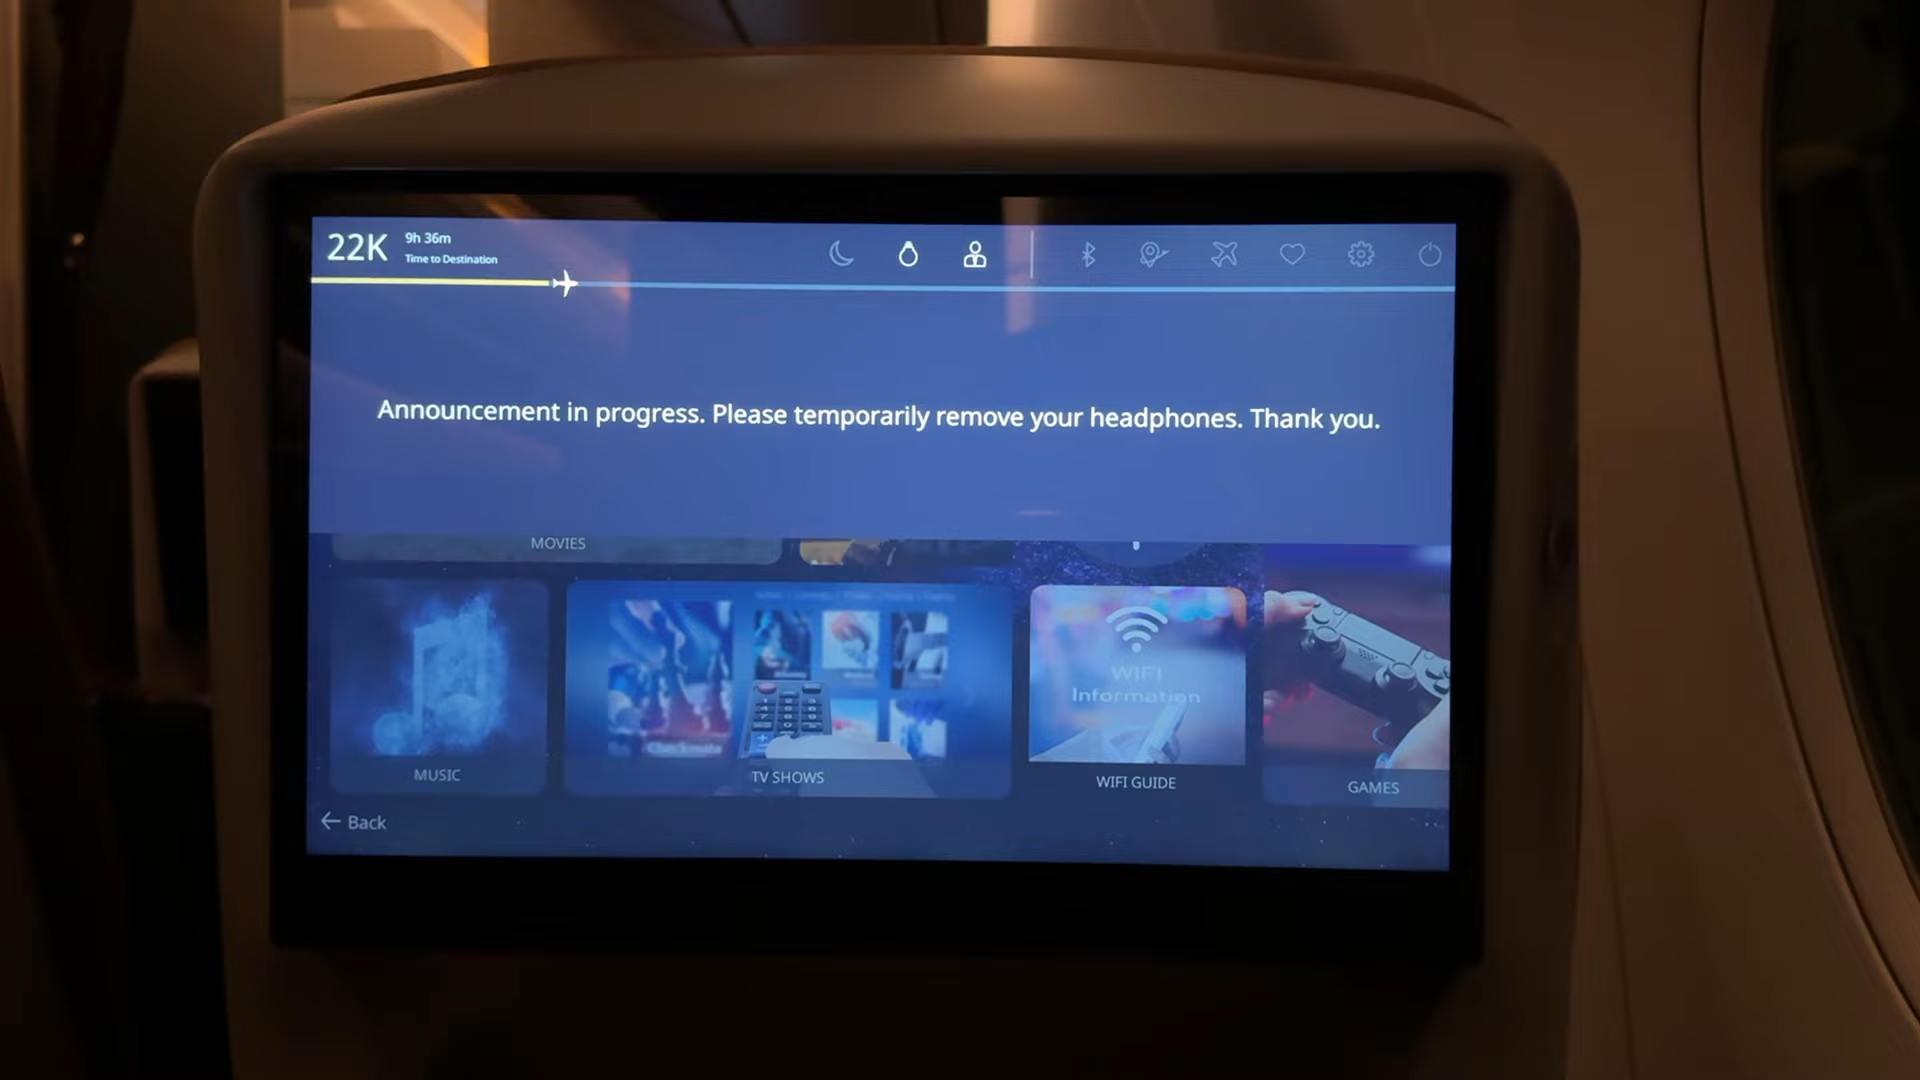 22K
9h 36m
Time to Destination
Announcement in progress. Please temporarily remove your headphones. Thank you.
MOVIES
WIFI
Information
Checkmate
MUSIC
TV SHOWS
WIFI GUIDE
GAMES
Back